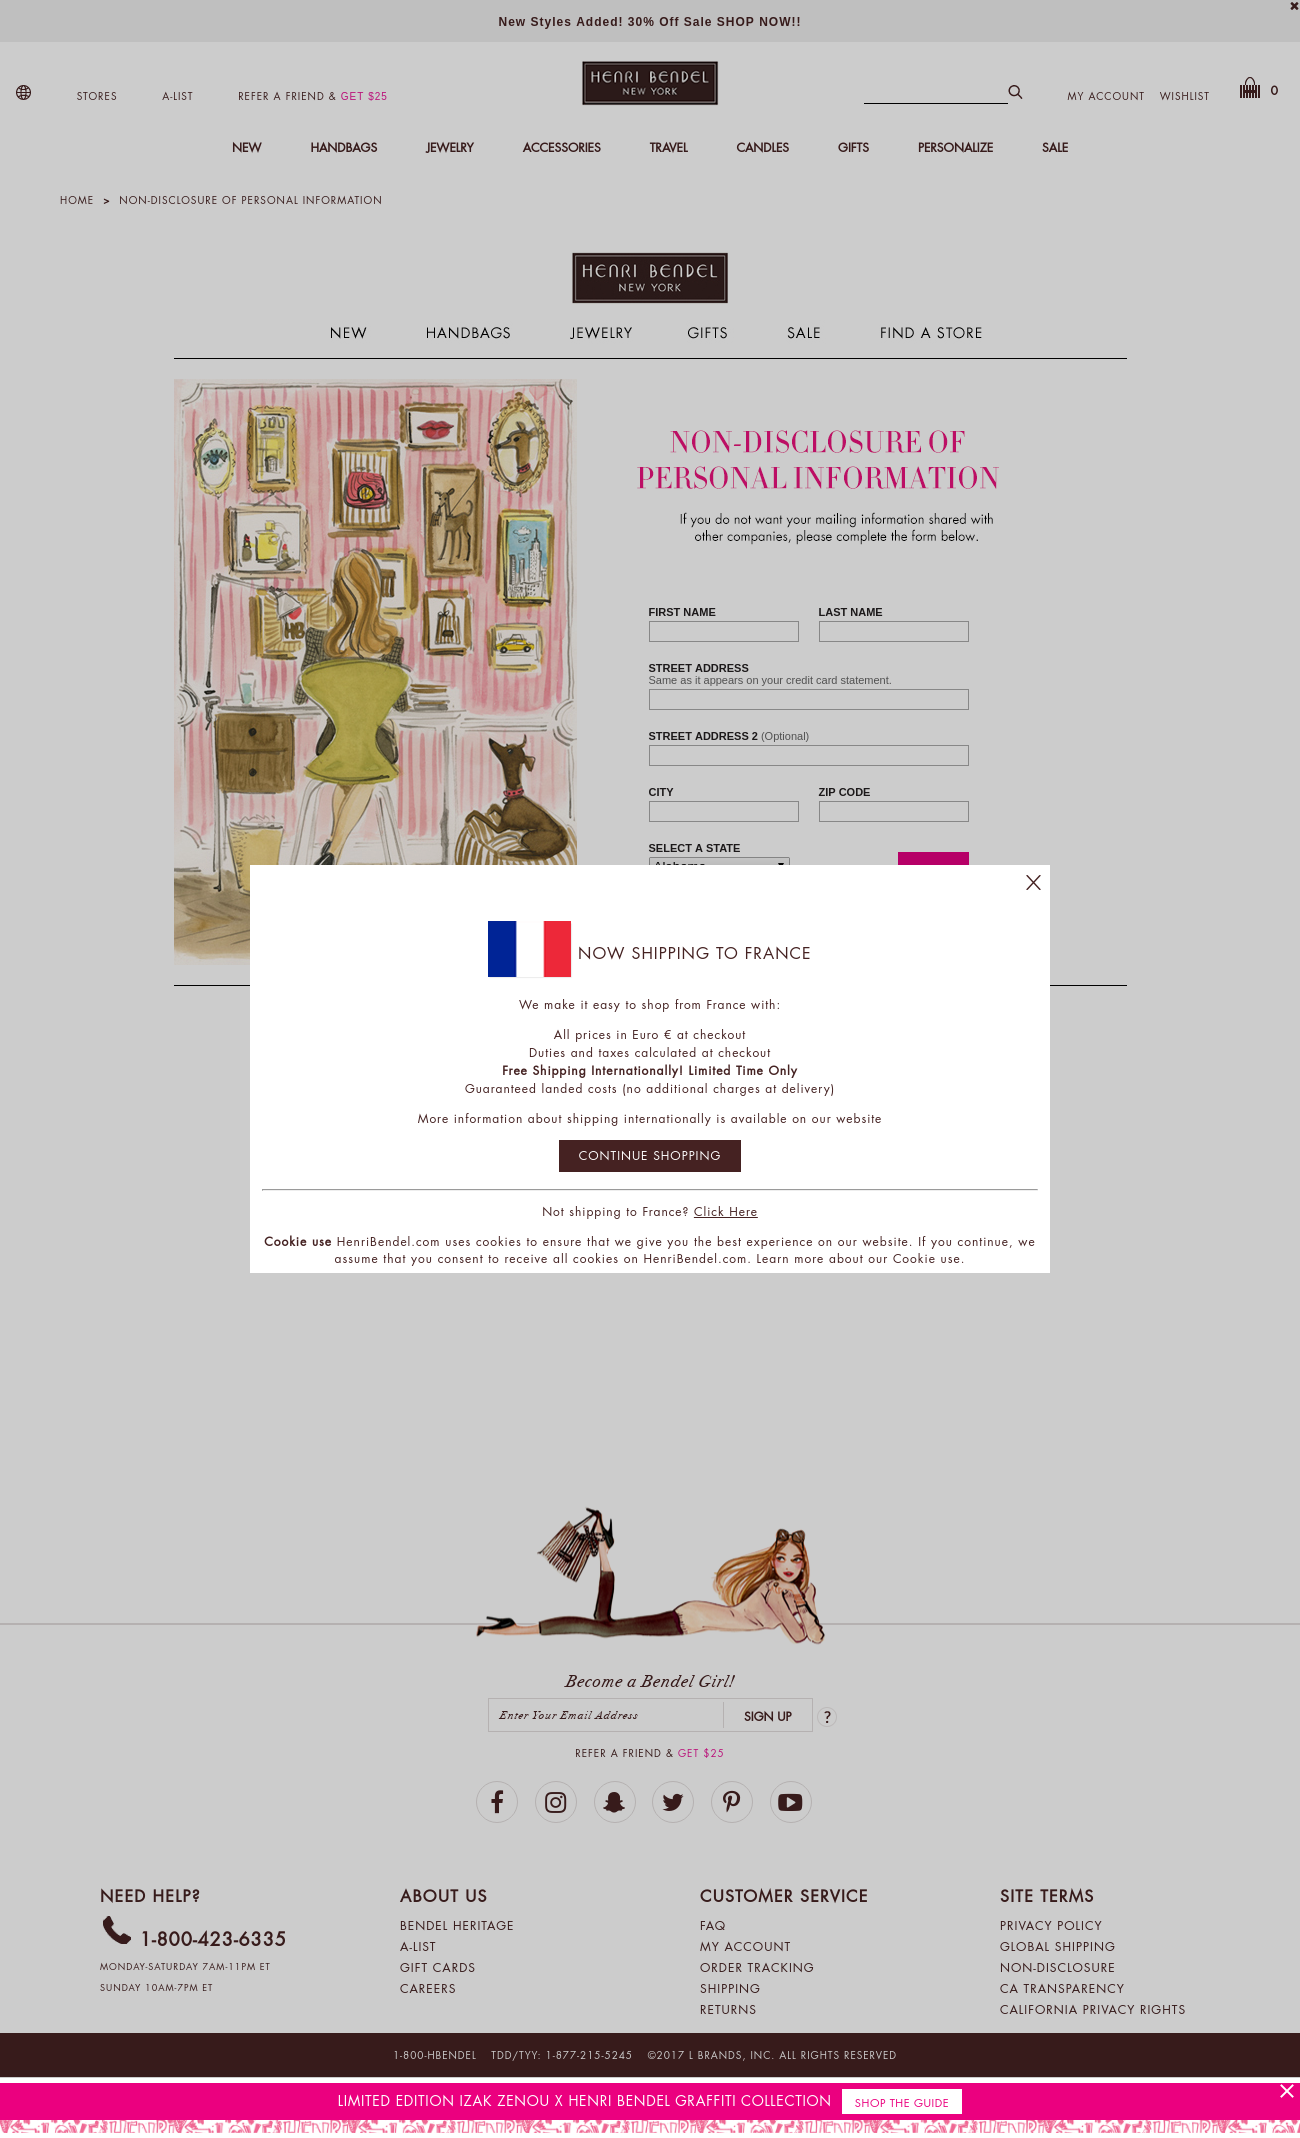 New Styles Added! 30% Off Sale SHOP NOW!!
STORES A-LIST REFER A FRIEND & GET $25
HENRI BENDEL
NEW YORK
MY ACCOUNT WISHLIST 0
NEW HANDBAGS JEWELRY ACCESSORIES TRAVEL CANDLES GIFTS PERSONALIZE SALE
HOME > NON-DISCLOSURE OF PERSONAL INFORMATION
HENRI BENDEL
NEW YORK
NEW HANDBAGS JEWELRY GIFTS SALE FIND A STORE
HB
NON-DISCLOSURE OF
PERSONAL INFORMATION
If you do not want your mailing information shared with
other companies, please complete the form below.
FIRST NAME LAST NAME
STREET ADDRESS
Same as it appears on your credit card statement.
STREET ADDRESS 2 (Optional)
CITY ZIP CODE
SELECT A STATE
Alabama
NOW SHIPPING TO FRANCE
We make it easy to shop from France with:
All prices in Euro € at checkout
Duties and taxes calculated at checkout
Free Shipping Internationally! Limited Time Only
Guaranteed landed costs (no additional charges at delivery)
More information about shipping internationally is available on our website
CONTINUE SHOPPING
Not shipping to France? Click Here
Cookie use HenriBendel.com uses cookies to ensure that we give you the best experience on our website. If you continue, we
assume that you consent to receive all cookies on HenriBendel.com. Learn more about our Cookie use.
Become a Bendel Girl!
Enter Your Email Address SIGN UP ?
REFER A FRIEND & GET $25
NEED HELP?
1-800-423-6335
MONDAY-SATURDAY 7AM-11PM ET
SUNDAY 10AM-7PM ET
ABOUT US
BENDEL HERITAGE
A-LIST
GIFT CARDS
CAREERS
CUSTOMER SERVICE
FAQ
MY ACCOUNT
ORDER TRACKING
SHIPPING
RETURNS
SITE TERMS
PRIVACY POLICY
GLOBAL SHIPPING
NON-DISCLOSURE
CA TRANSPARENCY
CALIFORNIA PRIVACY RIGHTS
1-800-HBENDEL TDD/TYY: 1-877-215-5245 ©2017 L BRANDS, INC. ALL RIGHTS RESERVED
LIMITED EDITION IZAK ZENOU X HENRI BENDEL GRAFFITI COLLECTION SHOP THE GUIDE